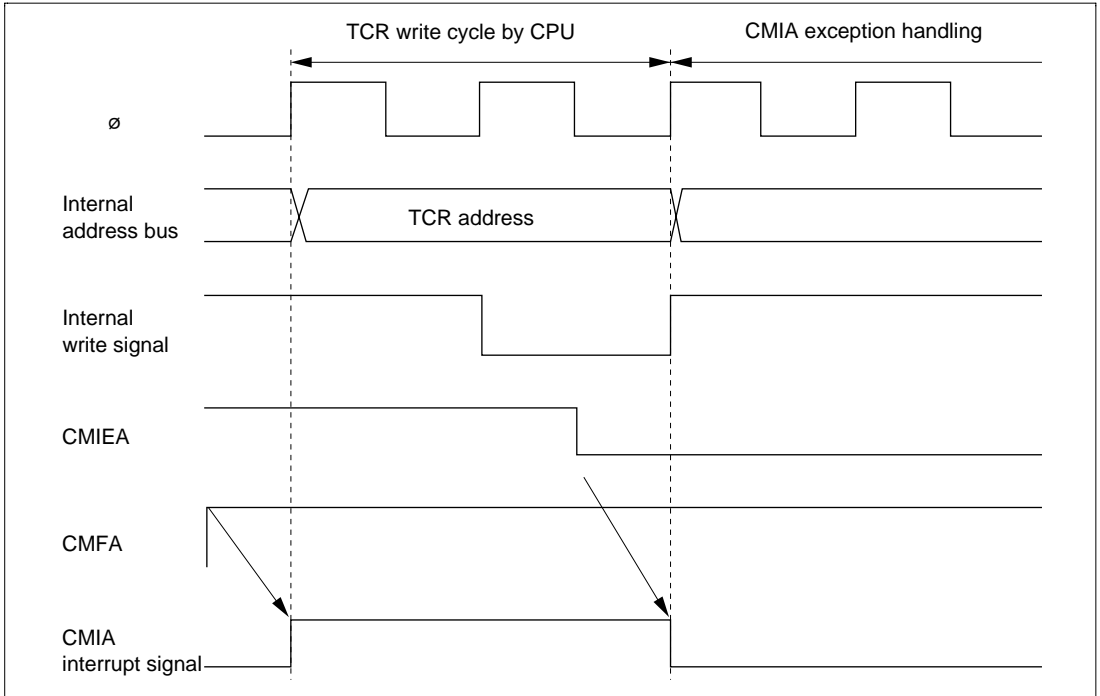 TCR write cycle by CPU
CMIA exception handling
ø
Internal
address bus
TCR address
Internal
write signal
CMIEA
CMFA
CMIA
interrupt signal